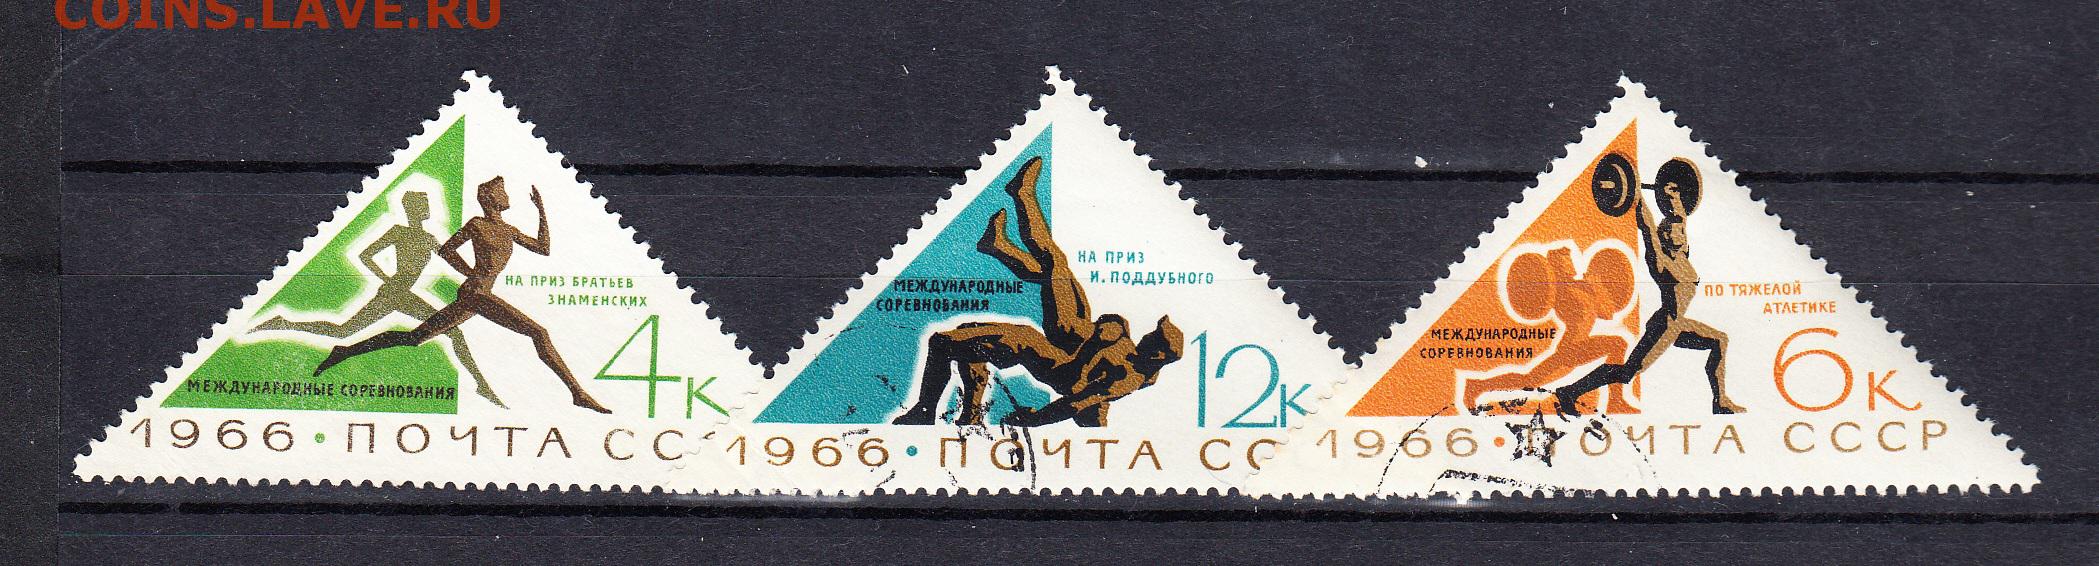 COINS.LAVE.RU
НА ПРИЗ БРАТЬЕВ
ЗНАМЕНСКИХ
4к
МЕЖДУНАРОДНЫЕ СОРЕВНОВАНИЯ
1966 • ПОЧТА СС
НА ПРИЗ
И. ПОДДУБНОГО
МЕЖДУНАРОДНЫЕ
СОРЕВНОВАНИЯ
12к
1966 • ПОЧТА СС
ПО ТЯЖЕЛОЙ
АТЛЕТИКЕ
МЕЖДУНАРОДНЫЕ
СОРЕВНОВАНИЯ
6к
1966 • ПОЧТА СССР